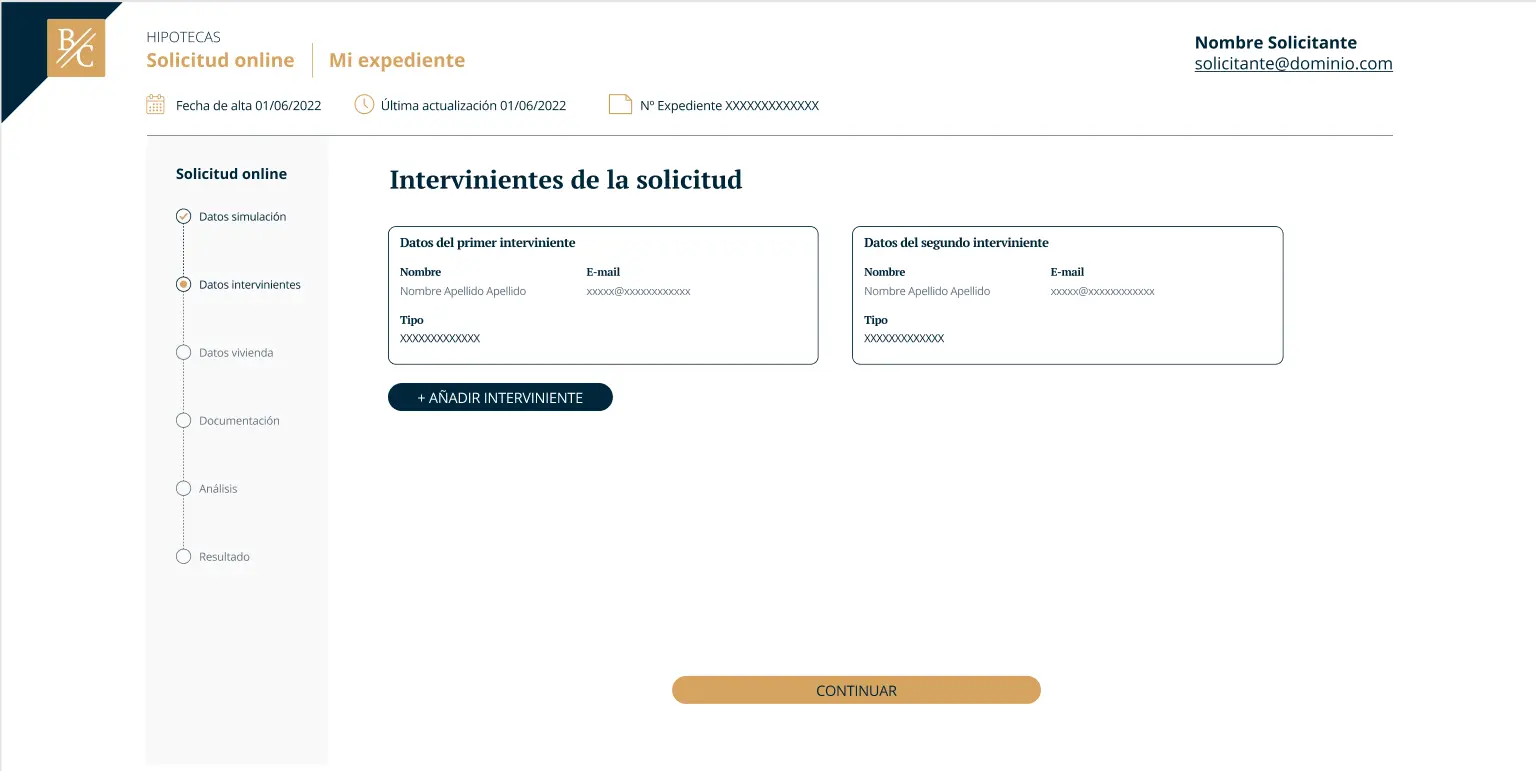 B/C
HIPOTECAS
Solicitud online
Mi expediente
Nombre Solicitante
solicitante@dominio.com
Fecha de alta 01/06/2022
Última actualización 01/06/2022
Nº Expediente XXXXXXXXXXXXX
Solicitud online
Datos simulación
Datos intervinientes
Datos vivienda
Documentación
Análisis
Resultado
Intervinientes de la solicitud
Datos del primer interviniente
Nombre
E-mail
Nombre Apellido Apellido
xxxxx@xxxxxxxxxxxx
Tipo
XXXXXXXXXXXXX
Datos del segundo interviniente
Nombre
E-mail
Nombre Apellido Apellido
xxxxx@xxxxxxxxxxxx
Tipo
XXXXXXXXXXXXX
+ AÑADIR INTERVINIENTE
CONTINUAR